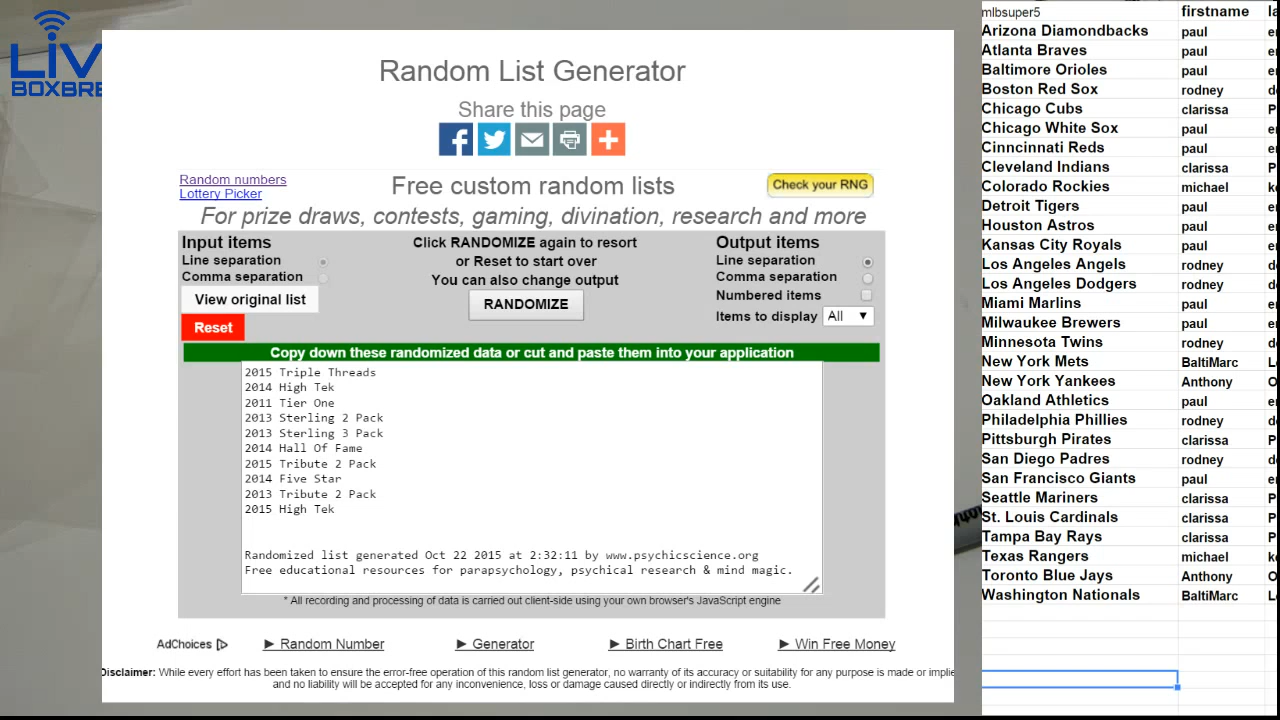 LIV
BOXBRE
Random List Generator
Share this page
Random numbers
Lottery Picker
Free custom random lists
Check your RNG
For prize draws, contests, gaming, divination, research and more
Input items
Line separation
Comma separation
View original list
Reset
Click RANDOMIZE again to resort
or Reset to start over
You can also change output
RANDOMIZE
Output items
Line separation
Comma separation
Numbered items
Items to display All
Copy down these randomized data or cut and paste them into your application
2015 Triple Threads
2014 High Tek
2011 Tier One
2013 Sterling 2 Pack
2013 Sterling 3 Pack
2014 Hall Of Fame
2015 Tribute 2 Pack
2014 Five Star
2013 Tribute 2 Pack
2015 High Tek
Randomized list generated Oct 22 2015 at 2:32:11 by www.psychicscience.org
Free educational resources for parapsychology, psychical research & mind magic.
* All recording and processing of data is carried out client-side using your own browser's JavaScript engine
AdChoices
► Random Number
► Generator
► Birth Chart Free
► Win Free Money
Disclaimer: While every effort has been taken to ensure the error-free operation of this random list generator, no warranty of its accuracy or suitability for any purpose is made or implie
and no liability will be accepted for any inconvenience, loss or damage caused directly or indirectly from its use.
mlbsuper5 firstname la
Arizona Diamondbacks paul e
Atlanta Braves paul e
Baltimore Orioles paul e
Boston Red Sox rodney d
Chicago Cubs clarissa P
Chicago White Sox paul e
Cinncinnati Reds paul e
Cleveland Indians clarissa P
Colorado Rockies michael k
Detroit Tigers paul e
Houston Astros paul e
Kansas City Royals paul e
Los Angeles Angels rodney d
Los Angeles Dodgers rodney d
Miami Marlins paul e
Milwaukee Brewers paul e
Minnesota Twins rodney d
New York Mets BaltiMarc L
New York Yankees Anthony O
Oakland Athletics paul e
Philadelphia Phillies rodney d
Pittsburgh Pirates clarissa P
San Diego Padres rodney d
San Francisco Giants paul e
Seattle Mariners clarissa P
St. Louis Cardinals clarissa P
Tampa Bay Rays clarissa P
Texas Rangers michael k
Toronto Blue Jays Anthony O
Washington Nationals BaltiMarc L